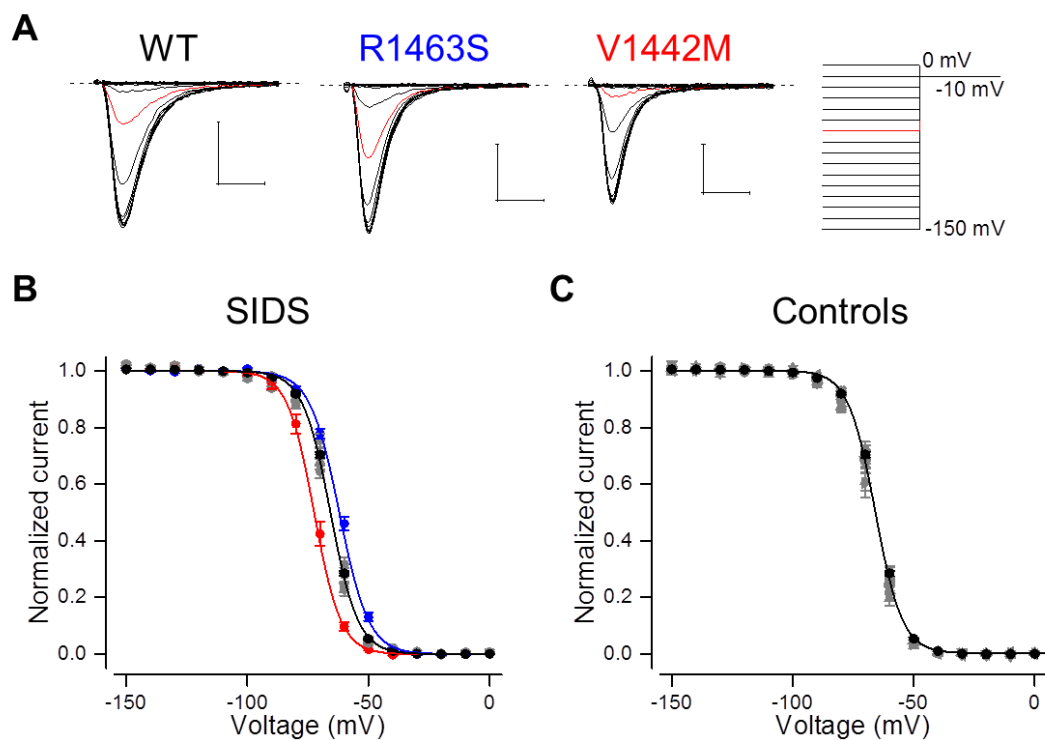 A
WT
R1463S
V1442M
0 mV
-10 mV
-150 mV
B
SIDS
C
Controls
Normalized current
1.0
0.8
0.6
0.4
0.2
0.0
-150
-100
-50
0
Voltage (mV)
Normalized current
1.0
0.8
0.6
0.4
0.2
0.0
-150
-100
-50
0
Voltage (mV)